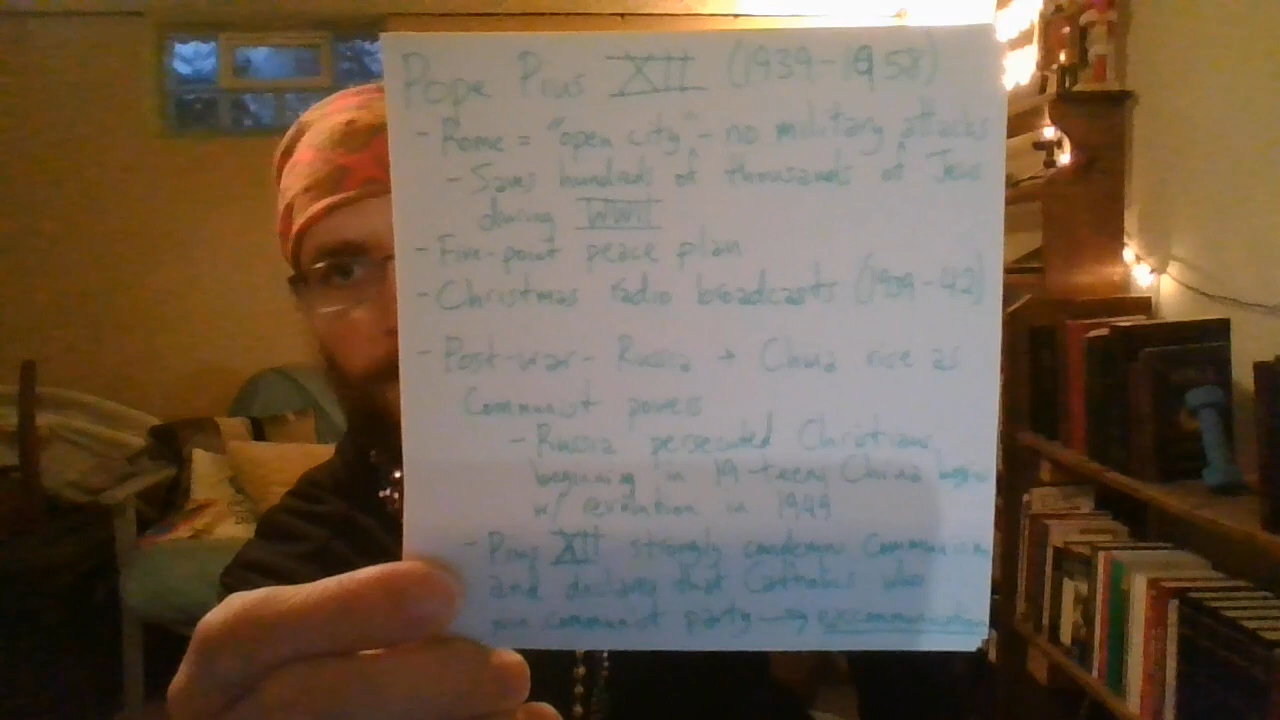 Pope Pius XII (1939-1958)
- Rome = "open city" - no military attacks
- Saves hundreds of thousands of Jews
during WWII
- Five-point peace plan
- Christmas radio broadcasts (1939-42)
- Post-war - Russia + China rise as
Communist powers
- Russia persecuted Christians
beginning in 19-teens, China
w/ revolution in 1949
- Pius XII strongly condemns Communism
and declares that Catholics who
join communist party → excommunication